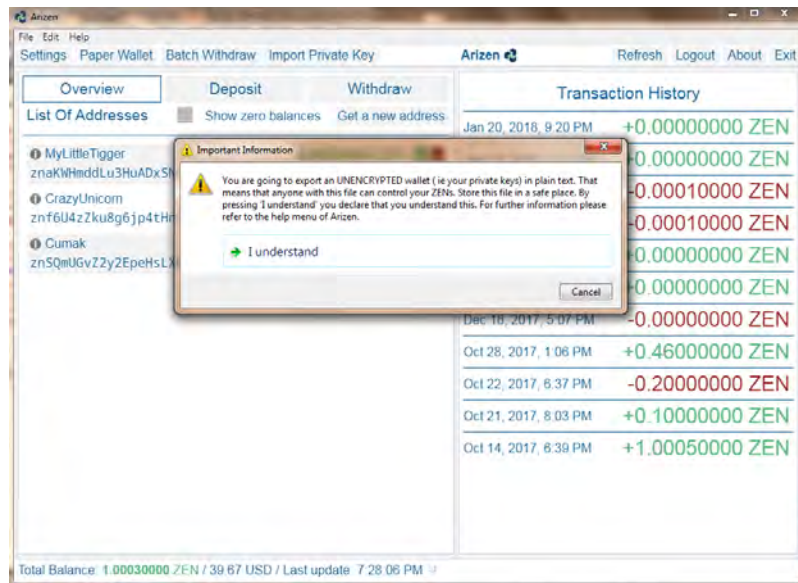 Arizen
File Edit Help
Settings Paper Wallet Batch Withdraw Import Private Key Arizen Refresh Logout About Exit
Overview Deposit Withdraw
List Of Addresses Show zero balances Get a new address
MyLittleTigger
znaKWHmddLu3HuADxSN
CrazyUnicorn
znf6U4zZku8g6jp4tHr
Cumak
znSQmUGvZ2y2EpeHsLX
Important Information
You are going to export an UNENCRYPTED wallet ( ie your private keys) in plain text. That
means that anyone with this file can control your ZENs. Store this file in a safe place. By
pressing 'I understand' you declare that you understand this. For further information please
refer to the help menu of Arizen.
I understand
Cancel
Transaction History
Jan 20, 2018, 9:20 PM +0.00000000 ZEN
+0.00000000 ZEN
-0.00010000 ZEN
-0.00010000 ZEN
+0.00000000 ZEN
+0.00000000 ZEN
Dec 18, 2017, 5:07 PM -0.00000000 ZEN
Oct 28, 2017, 1:06 PM +0.46000000 ZEN
Oct 22, 2017, 6:37 PM -0.20000000 ZEN
Oct 21, 2017, 8:03 PM +0.10000000 ZEN
Oct 14, 2017, 6:39 PM +1.00050000 ZEN
Total Balance: 1.00030000 ZEN / 39.67 USD / Last update: 7:28:06 PM